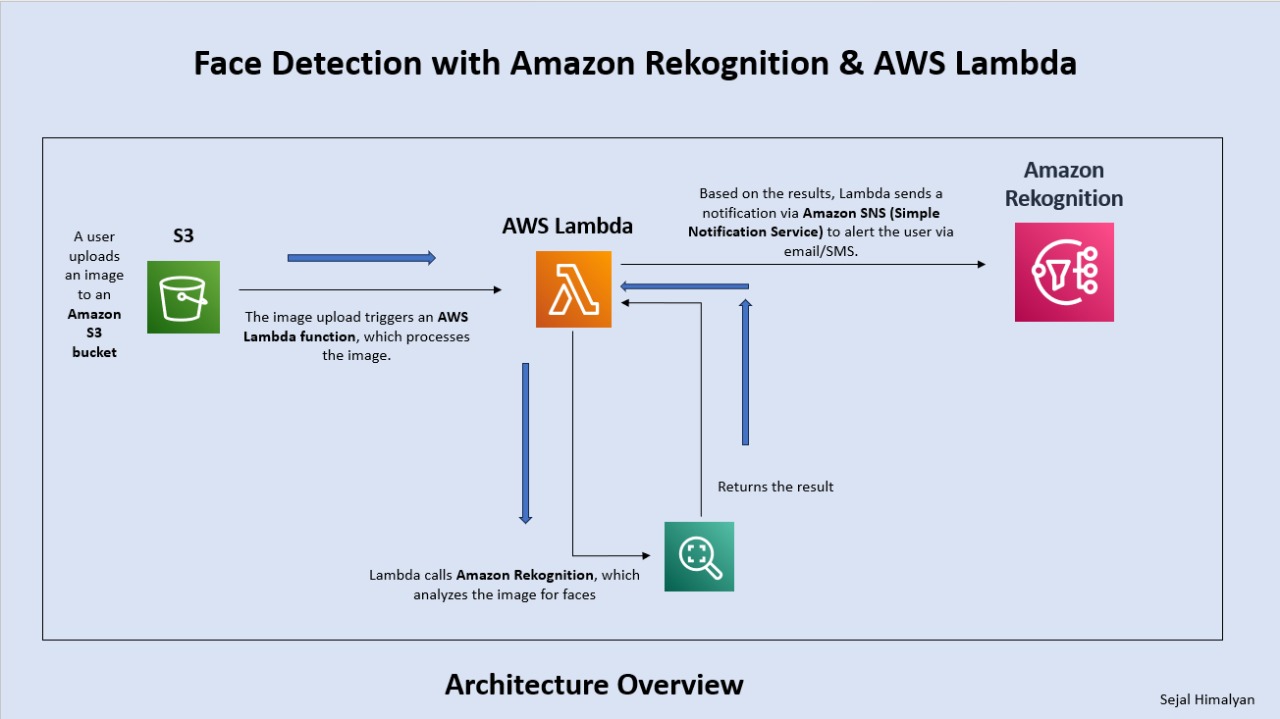 Face Detection with Amazon Rekognition & AWS Lambda
A user
uploads
an image
to an
Amazon
S3
bucket
S3
The image upload triggers an AWS
Lambda function, which processes
the image.
AWS Lambda
Based on the results, Lambda sends a
notification via Amazon SNS (Simple
Notification Service) to alert the user via
email/SMS.
Amazon
Rekognition
Returns the result
Lambda calls Amazon Rekognition, which
analyzes the image for faces
Architecture Overview
Sejal Himalyan